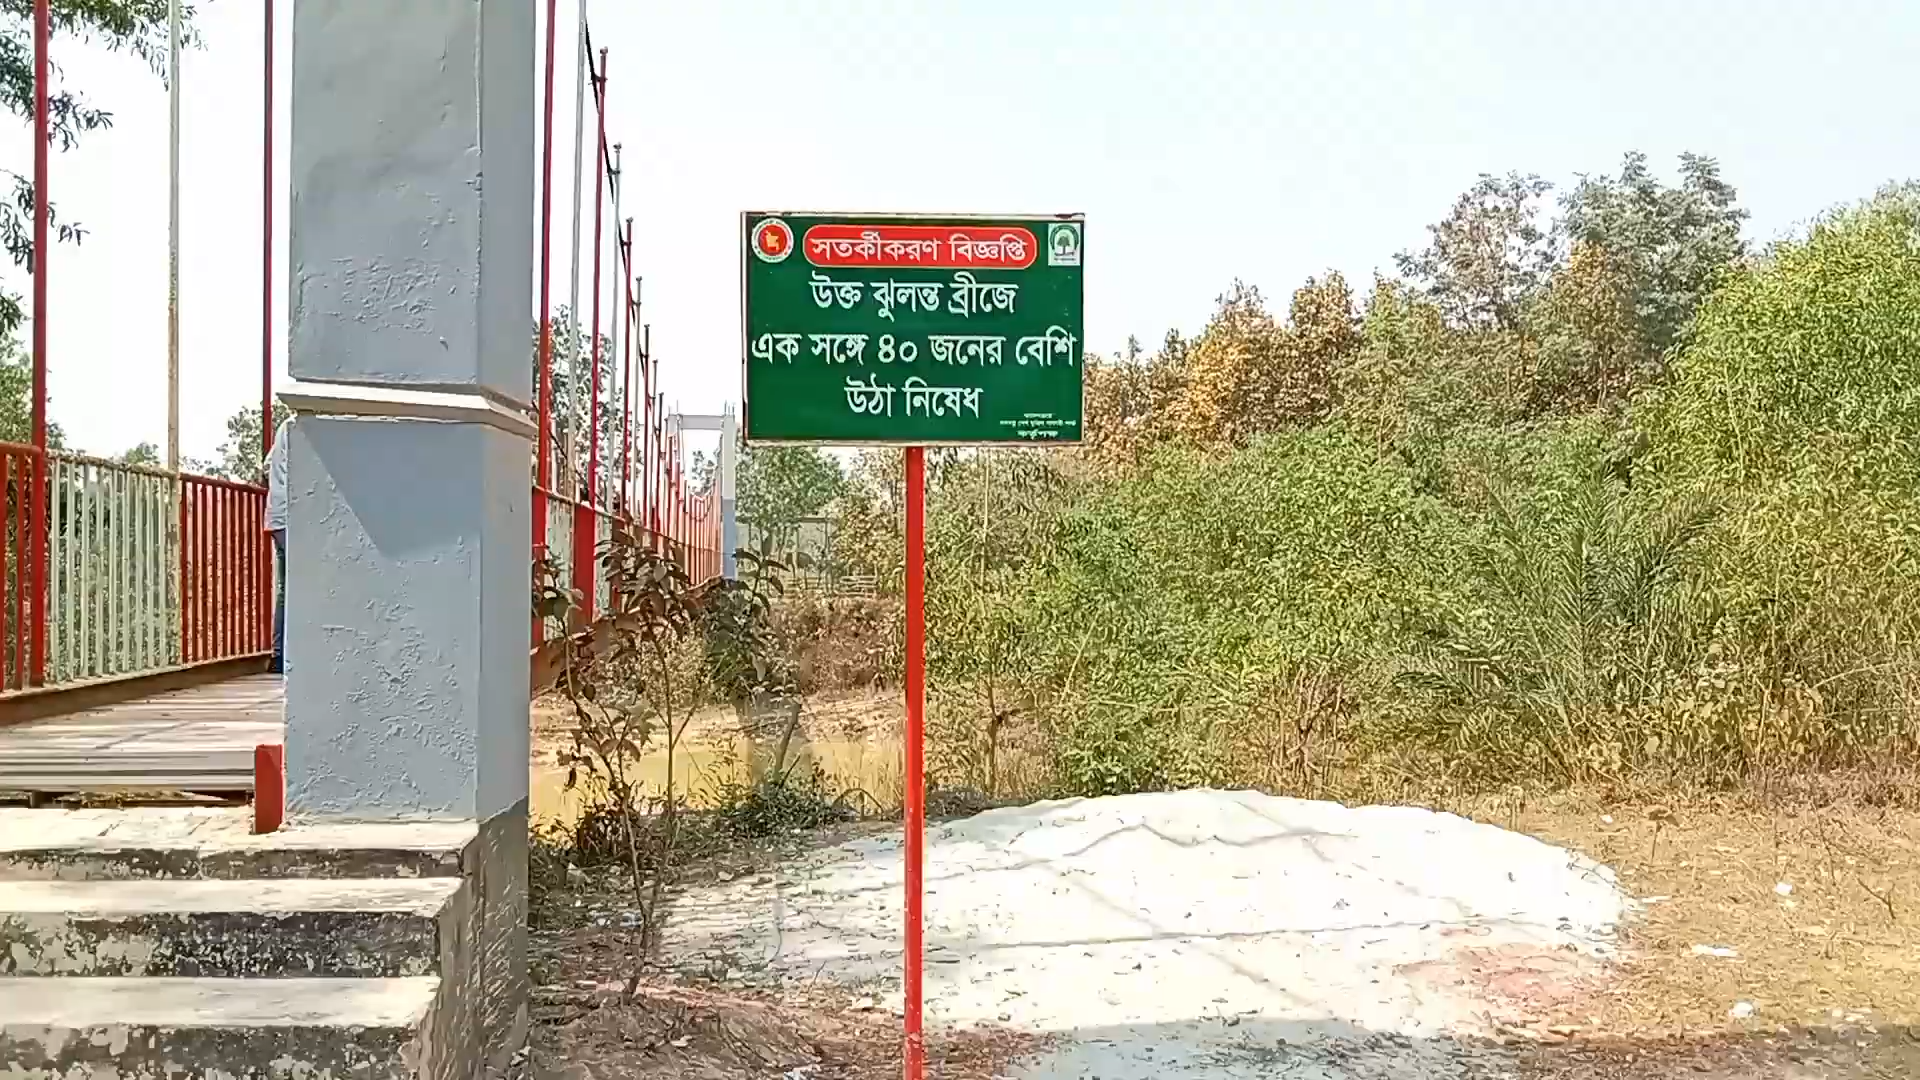 সতর্কীকরণ বিজ্ঞপ্তি
উক্ত ঝুলন্ত ব্রীজে
এক সঙ্গে ৪০ জনের বেশি
উঠা নিষেধ